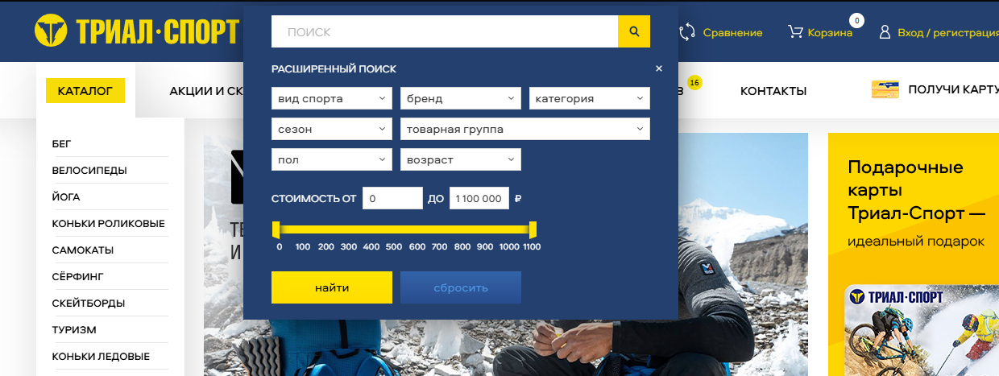 ТРИАЛ·СПОРТ
ПОИСК
0
Сравнение
Корзина
Вход / регистрация
РАСШИРЕННЫЙ ПОИСК
×
КАТАЛОГ
АКЦИИ И СК
В
16
КОНТАКТЫ
ПОЛУЧИ КАРТУ
вид спорта
бренд
категория
сезон
товарная группа
пол
возраст
СТОИМОСТЬ ОТ 0 ДО 1 100 000 ₽
0 100 200 300 400 500 600 700 800 900 1000 1100
найти
сбросить
БЕГ
ВЕЛОСИПЕДЫ
ЙОГА
КОНЬКИ РОЛИКОВЫЕ
САМОКАТЫ
СЁРФИНГ
СКЕЙТБОРДЫ
ТУРИЗМ
КОНЬКИ ЛЕДОВЫЕ
ТЕ
И
Подарочные
карты
Триал-Спорт —
идеальный подарок
ТРИАЛ·СПОРТ